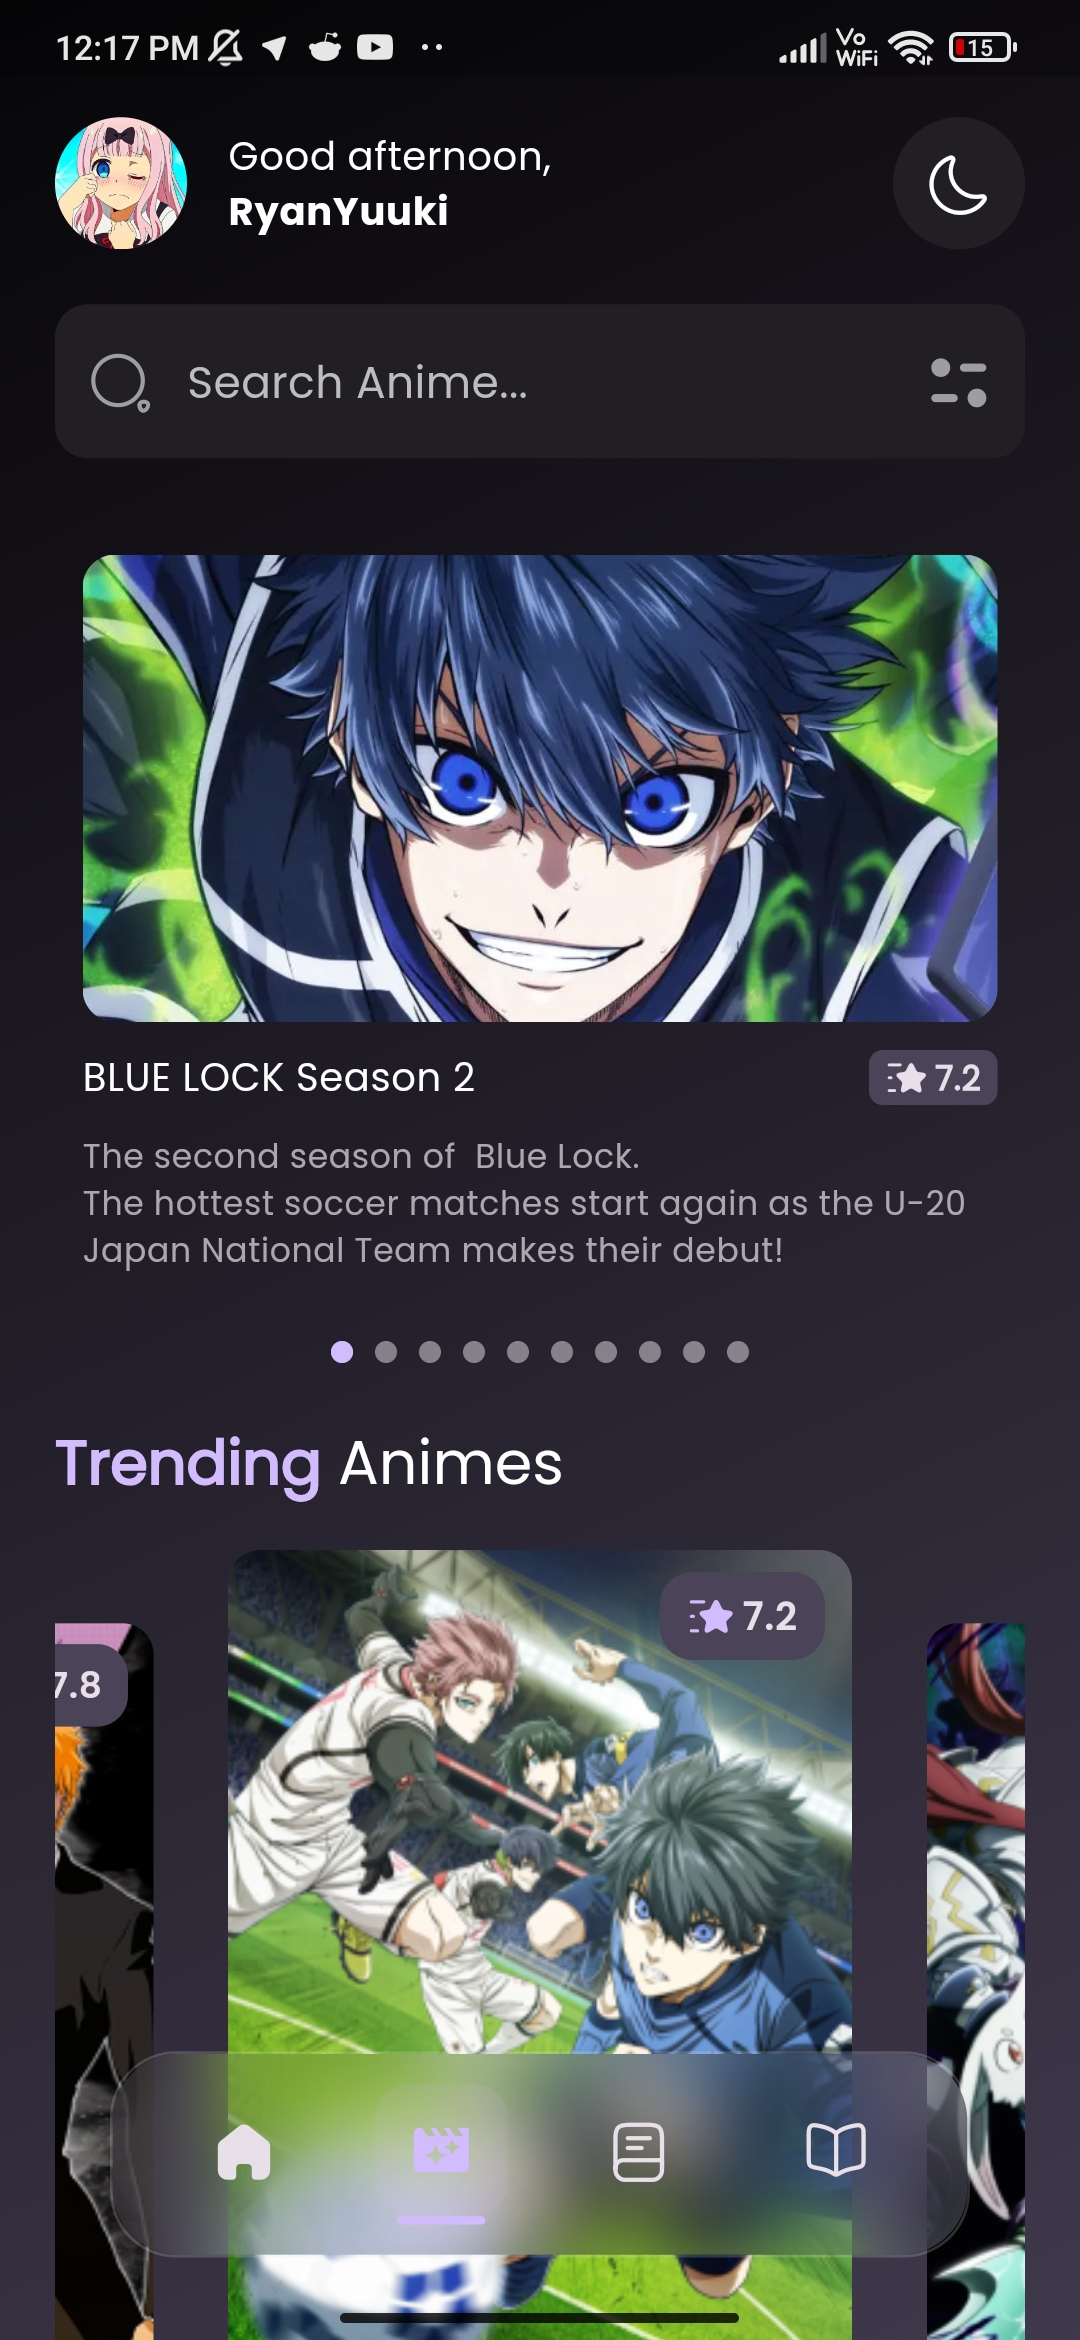 12:17 PM
Vo
WiFi
15
Good afternoon,
RyanYuuki
Search Anime...
BLUE LOCK Season 2
7.2
The second season of  Blue Lock.
The hottest soccer matches start again as the U-20
Japan National Team makes their debut!
Trending Animes
7.8
7.2